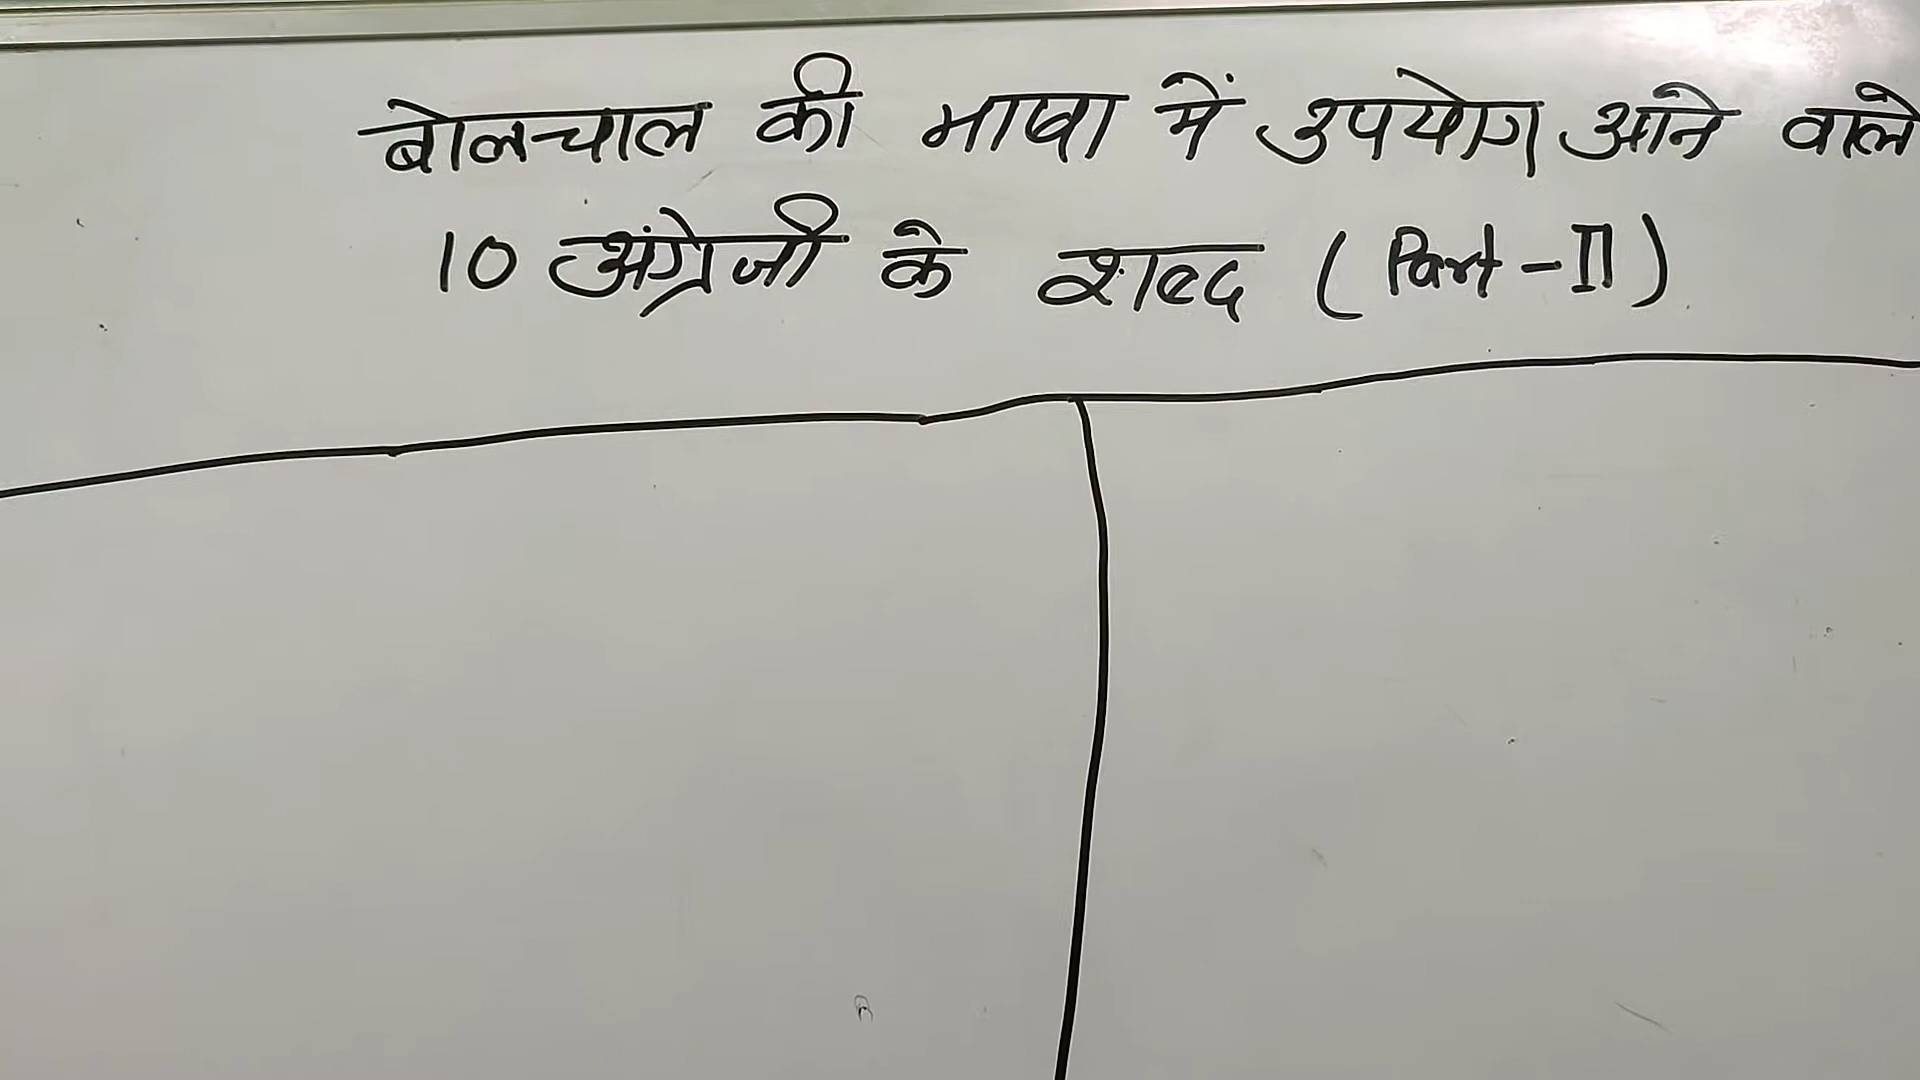 बोलचाल की भाषा में उपयोग आने वाले
10 अंग्रेजी के शब्द (Part-II)